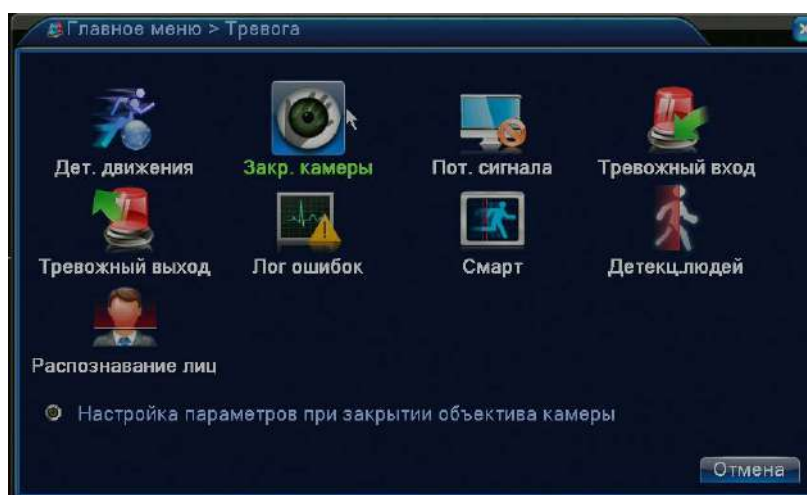 Главное меню > Тревога
Дет. движения
Закр. камеры
Пот. сигнала
Тревожный вход
Тревожный выход
Лог ошибок
Смарт
Детекц.людей
Распознавание лиц
Настройка параметров при закрытии объектива камеры
Отмена